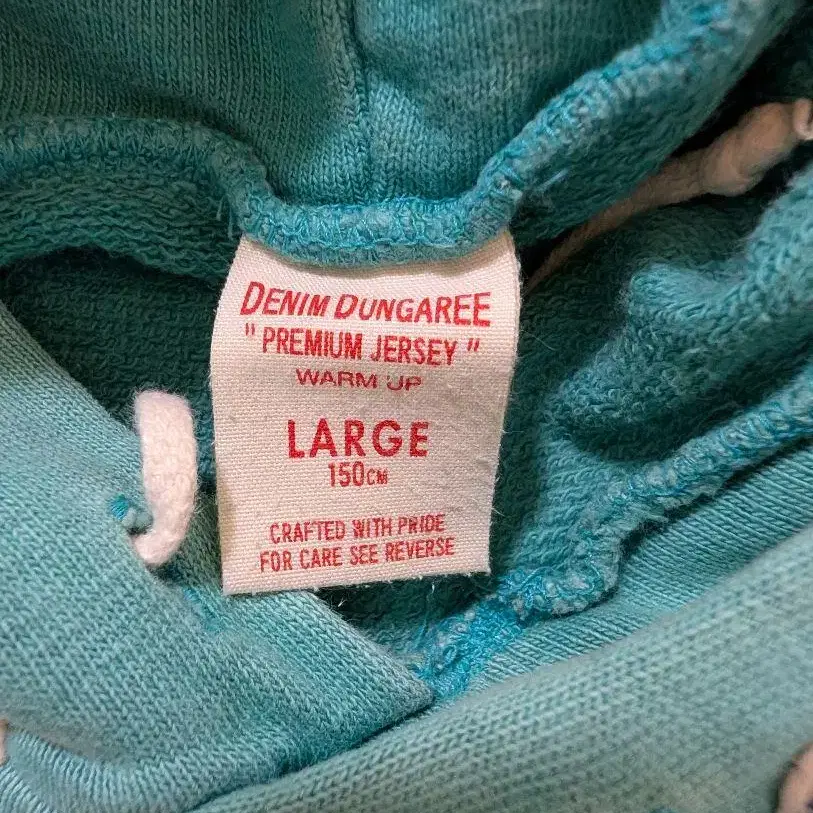 DENIM DUNGAREE
" PREMIUM JERSEY "
WARM UP
LARGE
150CM
CRAFTED WITH PRIDE
FOR CARE SEE REVERSE